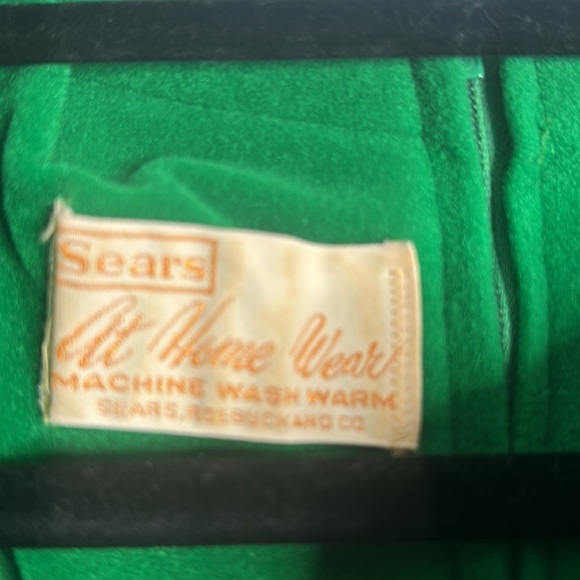 Sears
At Home Wear
MACHINE WASH WARM
SEARS, ROEBUCK AND CO.